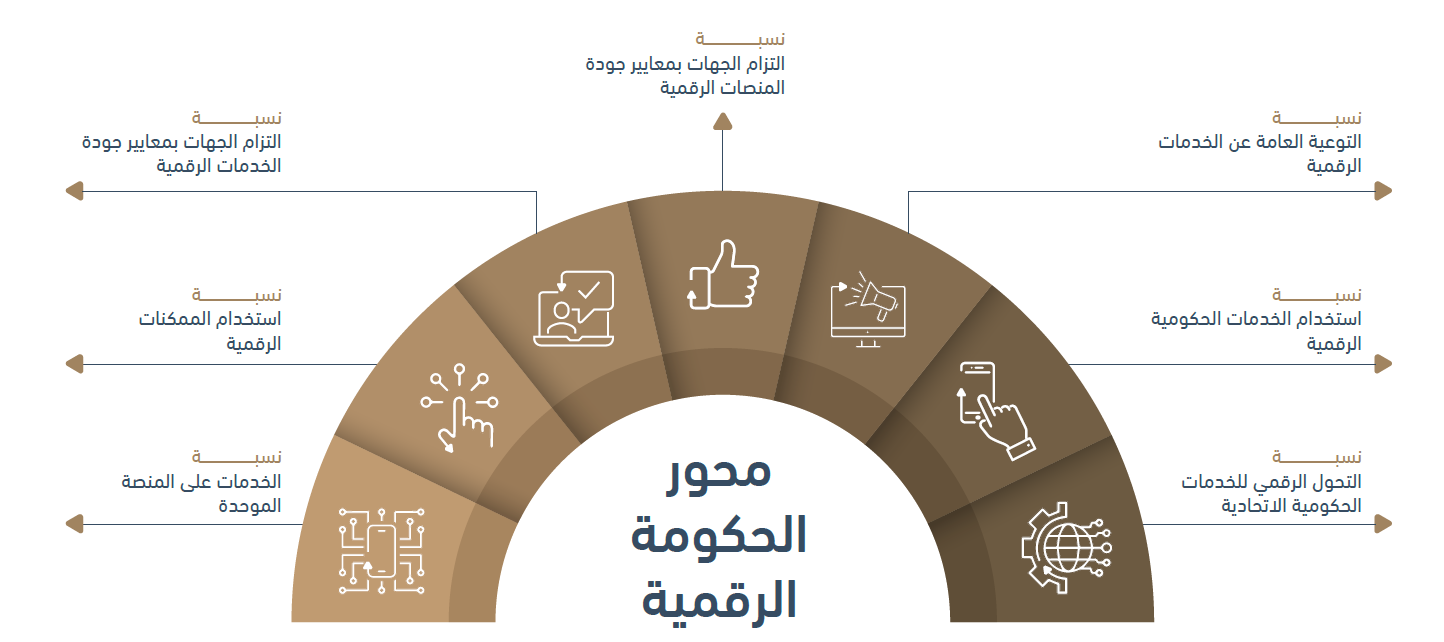 نسبة
التزام الجهات بمعايير جودة
المنصات الرقمية
نسبة
التوعية العامة عن الخدمات
الرقمية
نسبة
استخدام الخدمات الحكومية
الرقمية
نسبة
التحول الرقمي للخدمات
الحكومية الاتحادية
نسبة
التزام الجهات بمعايير جودة
الخدمات الرقمية
نسبة
استخدام الممكنات
الرقمية
نسبة
الخدمات على المنصة
الموحدة
محور
الحكومة
الرقمية